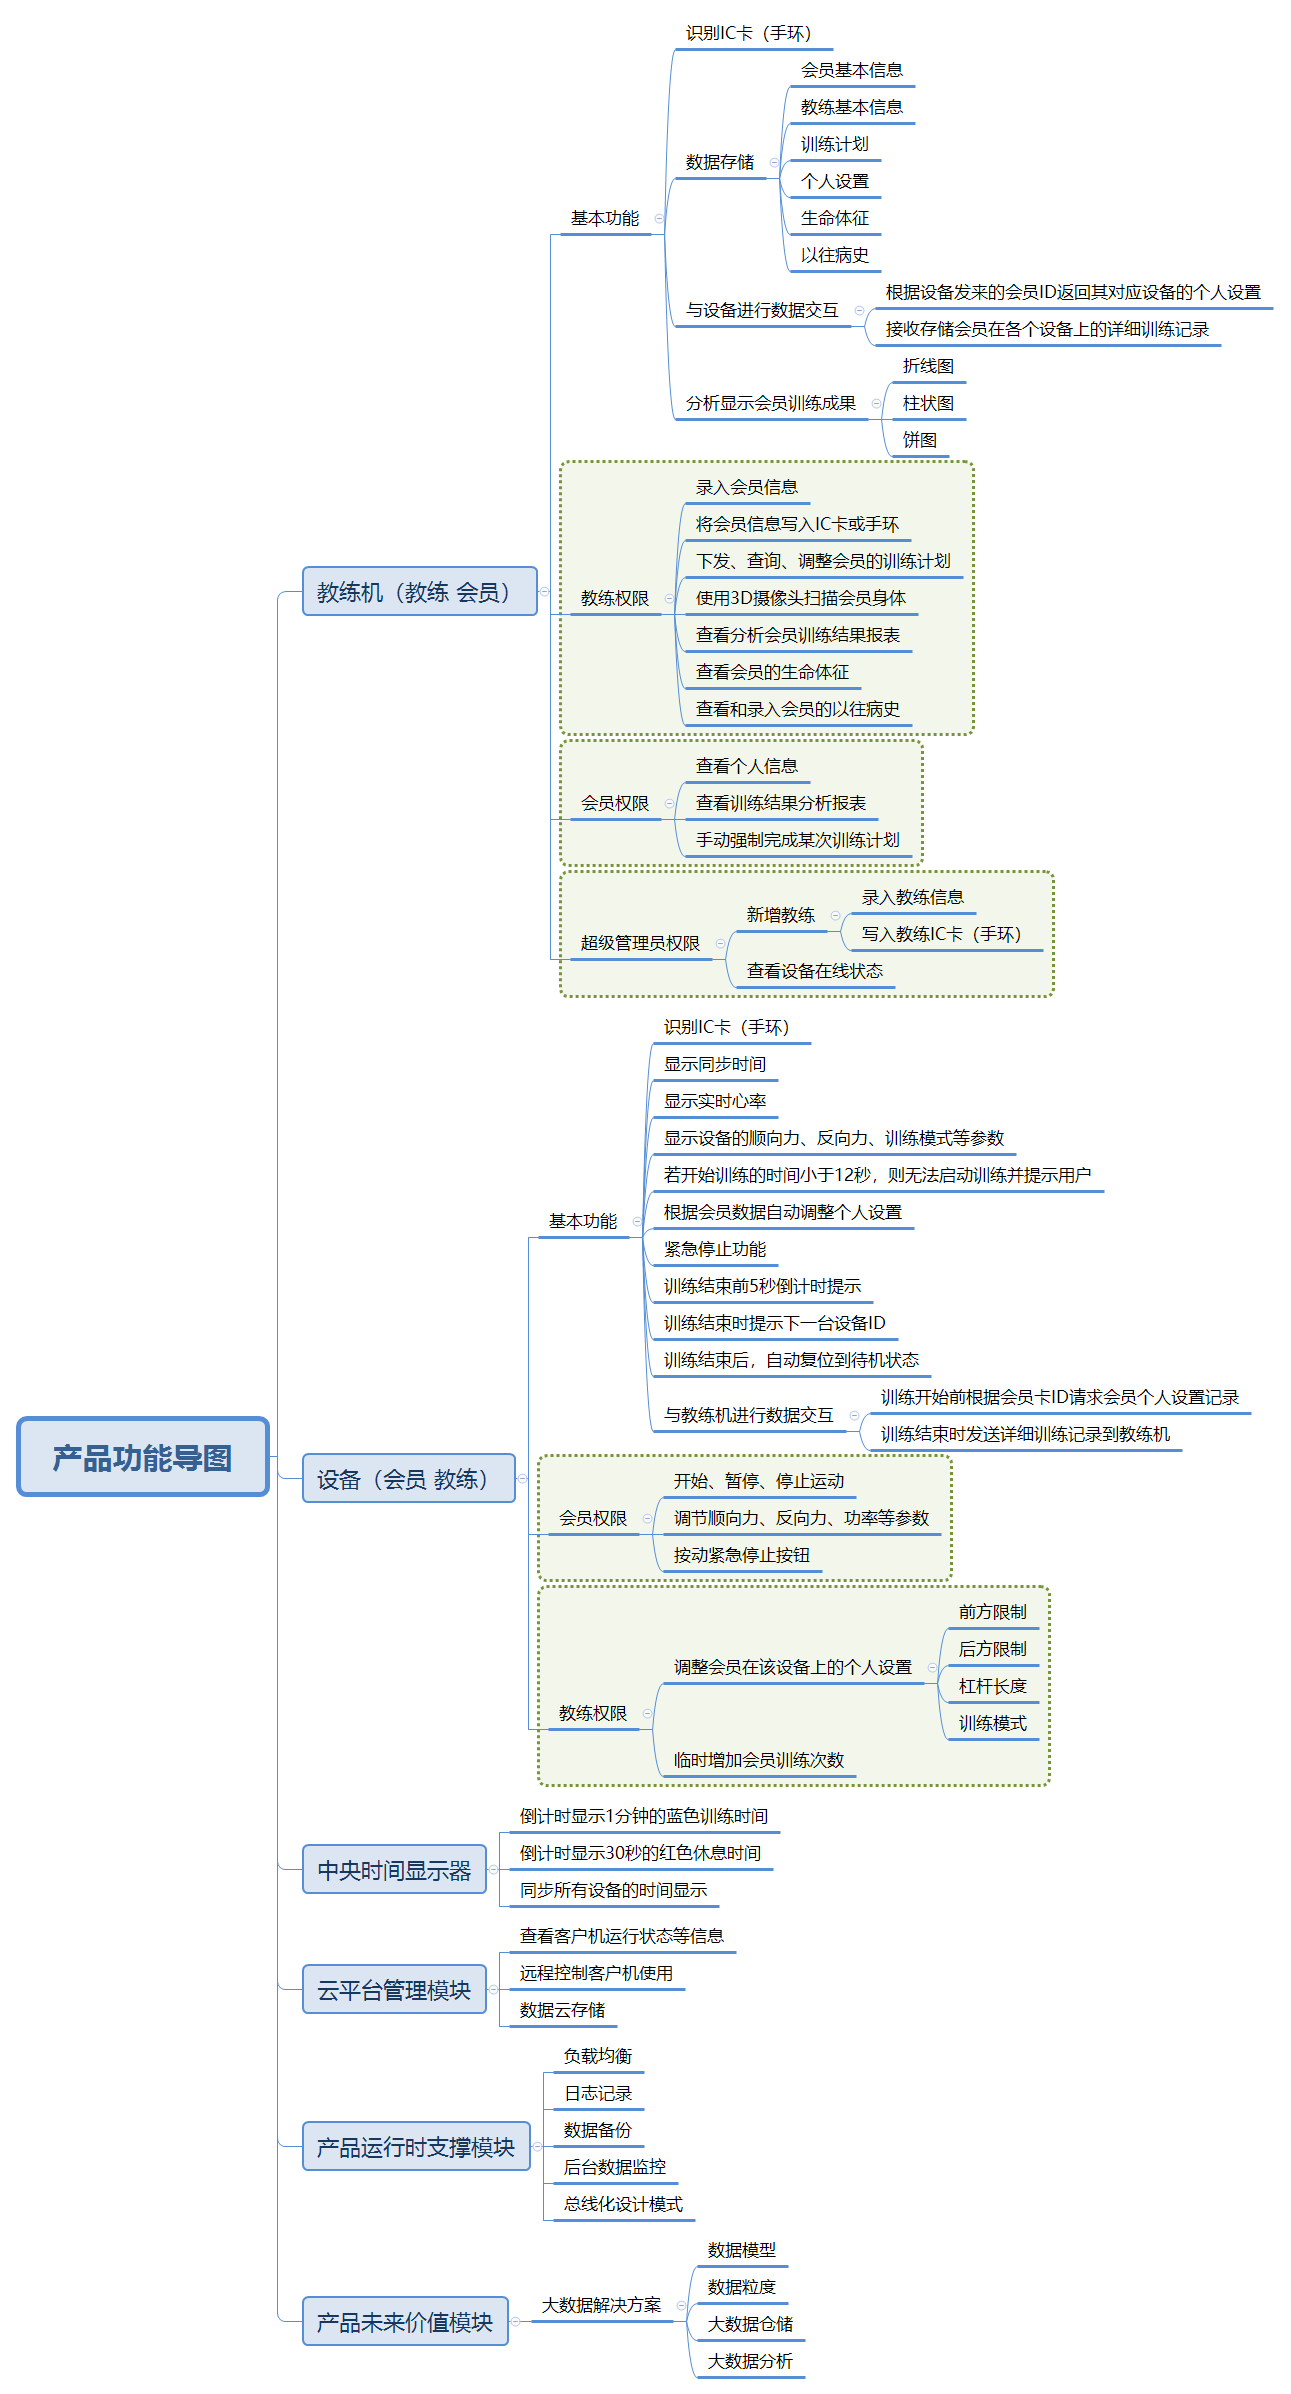 产品功能导图
教练机（教练 会员）
基本功能
识别IC卡（手环）
数据存储
会员基本信息
教练基本信息
训练计划
个人设置
生命体征
以往病史
与设备进行数据交互
根据设备发来的会员ID返回其对应设备的个人设置
接收存储会员在各个设备上的详细训练记录
分析显示会员训练成果
折线图
柱状图
饼图
教练权限
录入会员信息
将会员信息写入IC卡或手环
下发、查询、调整会员的训练计划
使用3D摄像头扫描会员身体
查看分析会员训练结果报表
查看会员的生命体征
查看和录入会员的以往病史
会员权限
查看个人信息
查看训练结果分析报表
手动强制完成某次训练计划
超级管理员权限
新增教练
录入教练信息
写入教练IC卡（手环）
查看设备在线状态
设备（会员 教练）
基本功能
识别IC卡（手环）
显示同步时间
显示实时心率
显示设备的顺向力、反向力、训练模式等参数
若开始训练的时间小于12秒，则无法启动训练并提示用户
根据会员数据自动调整个人设置
紧急停止功能
训练结束前5秒倒计时提示
训练结束时提示下一台设备ID
训练结束后，自动复位到待机状态
与教练机进行数据交互
训练开始前根据会员卡ID请求会员个人设置记录
训练结束时发送详细训练记录到教练机
会员权限
开始、暂停、停止运动
调节顺向力、反向力、功率等参数
按动紧急停止按钮
教练权限
调整会员在该设备上的个人设置
前方限制
后方限制
杠杆长度
训练模式
临时增加会员训练次数
中央时间显示器
倒计时显示1分钟的蓝色训练时间
倒计时显示30秒的红色休息时间
同步所有设备的时间显示
云平台管理模块
查看客户机运行状态等信息
远程控制客户机使用
数据云存储
产品运行时支撑模块
负载均衡
日志记录
数据备份
后台数据监控
总线化设计模式
产品未来价值模块
大数据解决方案
数据模型
数据粒度
大数据仓储
大数据分析